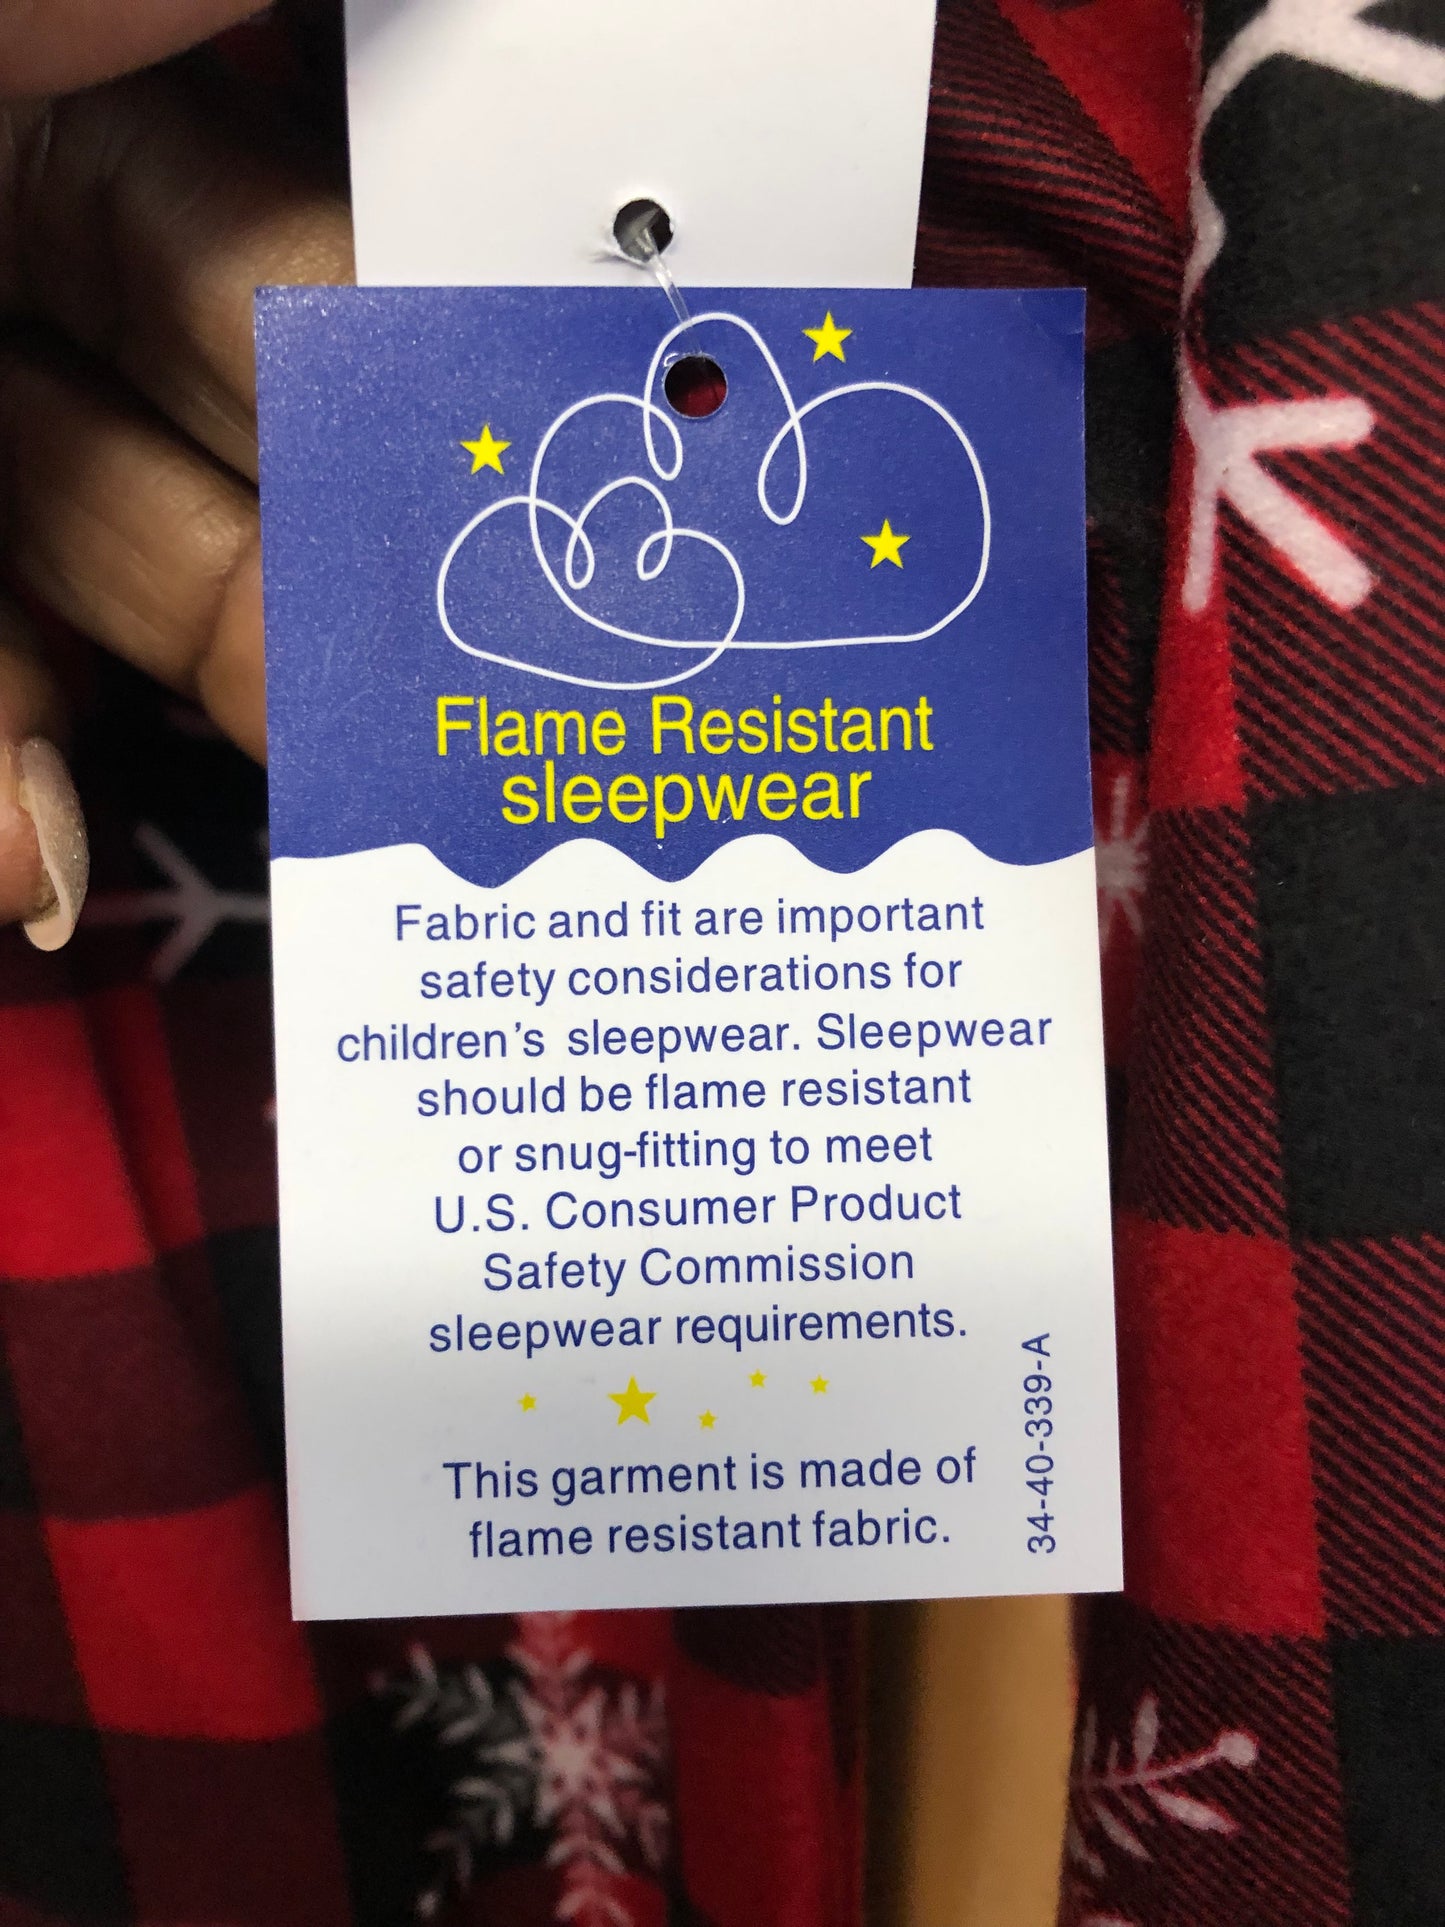 Flame Resistant
sleepwear
Fabric and fit are important
safety considerations for
children's sleepwear. Sleepwear
should be flame resistant
or snug-fitting to meet
U.S. Consumer Product
Safety Commission
sleepwear requirements.
This garment is made of
flame resistant fabric.
34-40-339-A